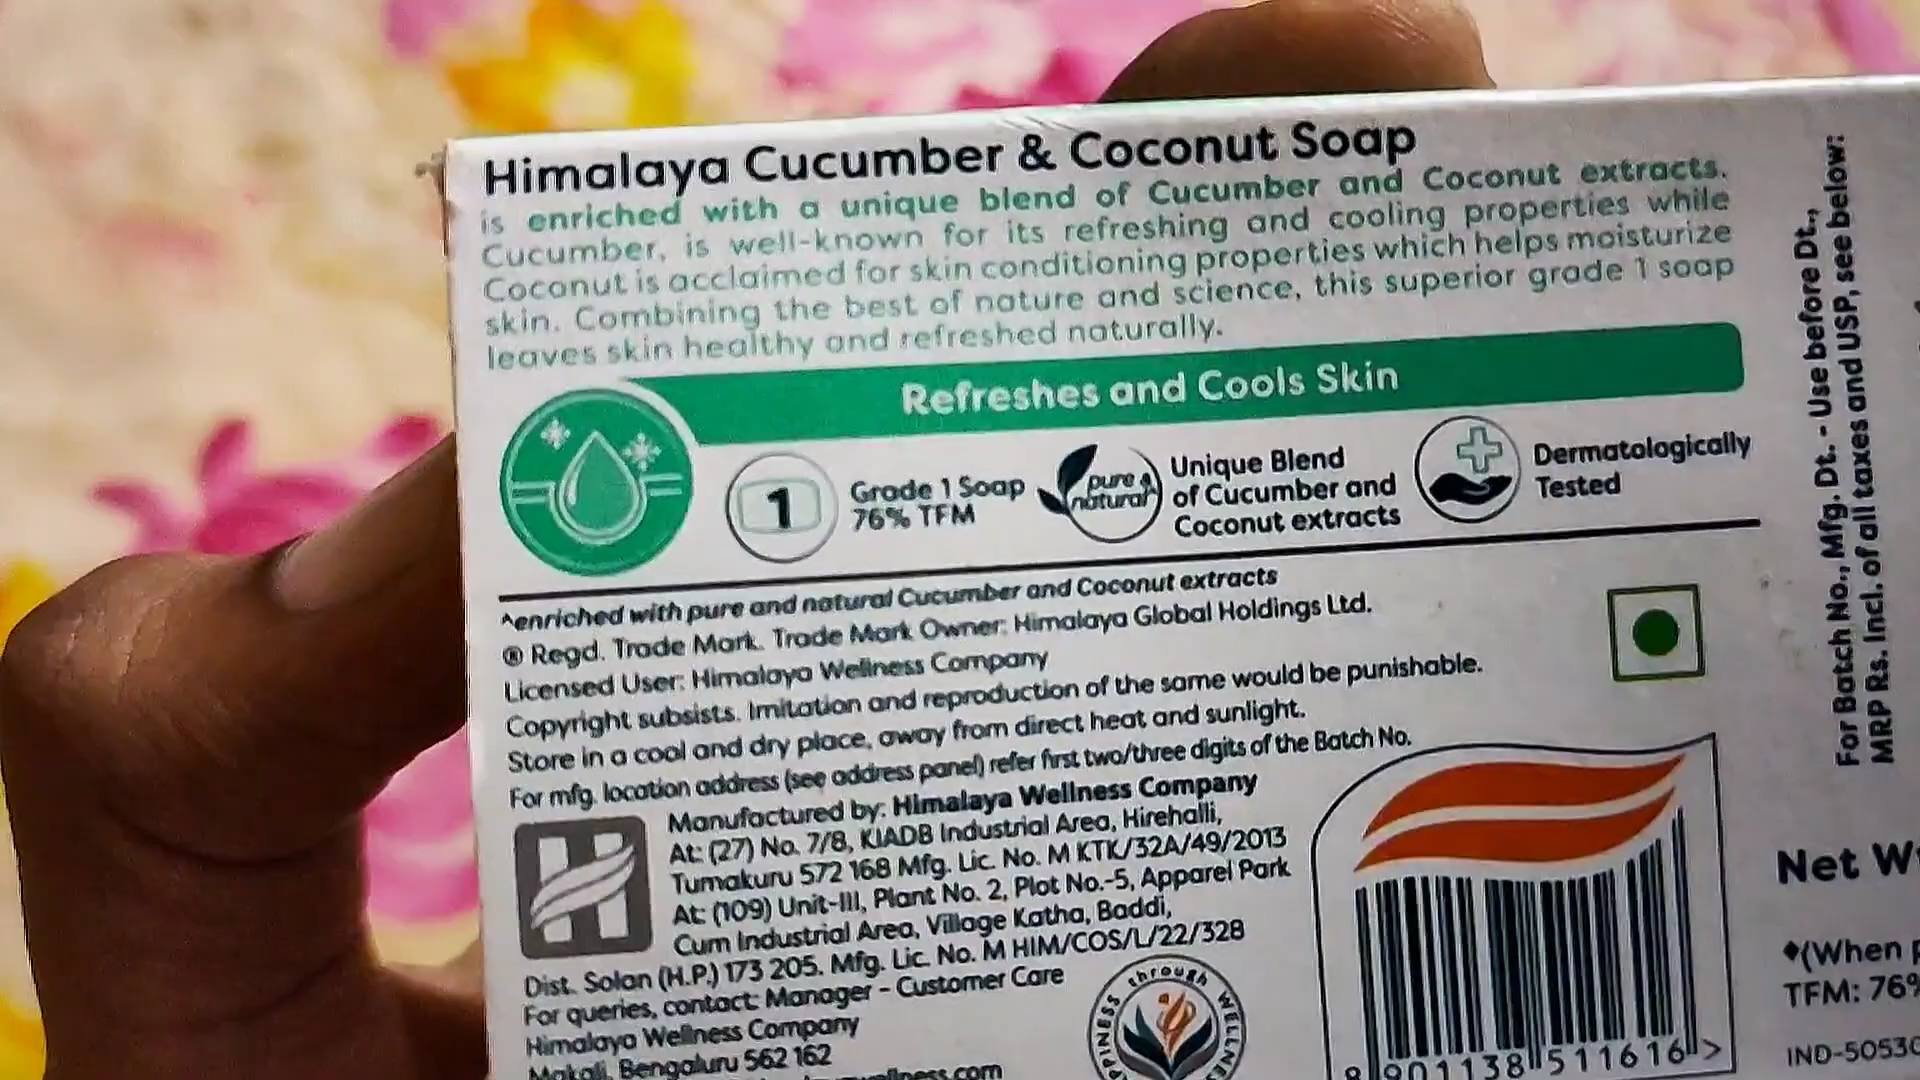 Himalaya Cucumber & Coconut Soap
is enriched with a unique blend of Cucumber and Coconut extracts.
Cucumber, is well-known for its refreshing and cooling properties while
Coconut is acclaimed for skin conditioning properties which helps moisturize
skin. Combining the best of nature and science, this superior grade 1 soap
leaves skin healthy and refreshed naturally.
Refreshes and Cools Skin
1
Grade 1 Soap
76% TFM
pure &
natural
Unique Blend
of Cucumber and
Coconut extracts
Dermatologically
Tested
^enriched with pure and natural Cucumber and Coconut extracts
® Regd. Trade Mark. Trade Mark Owner: Himalaya Global Holdings Ltd.
Licensed User: Himalaya Wellness Company
Copyright subsists. Imitation and reproduction of the same would be punishable.
Store in a cool and dry place, away from direct heat and sunlight.
For mfg. location address (see address panel) refer first two/three digits of the Batch No.
Manufactured by: Himalaya Wellness Company
At: (27) No. 7/8, KIADB Industrial Area, Hirehalli,
Tumakuru 572 168 Mfg. Lic. No. M KTK/32A/49/2013
At: (109) Unit-III, Plant No. 2, Plot No.-5, Apparel Park
Cum Industrial Area, Village Katha, Baddi,
Dist. Solan (H.P.) 173 205. Mfg. Lic. No. M HIM/COS/L/22/328
For queries, contact: Manager - Customer Care
Himalaya Wellness Company
Makali, Bengaluru 562 162
through
8 901138 511616 >
For Batch No., Mfg. Dt. - Use before Dt.,
MRP Rs. Incl. of all taxes and USP, see below:
Net
♦(When
TFM: 76%
IND-5053